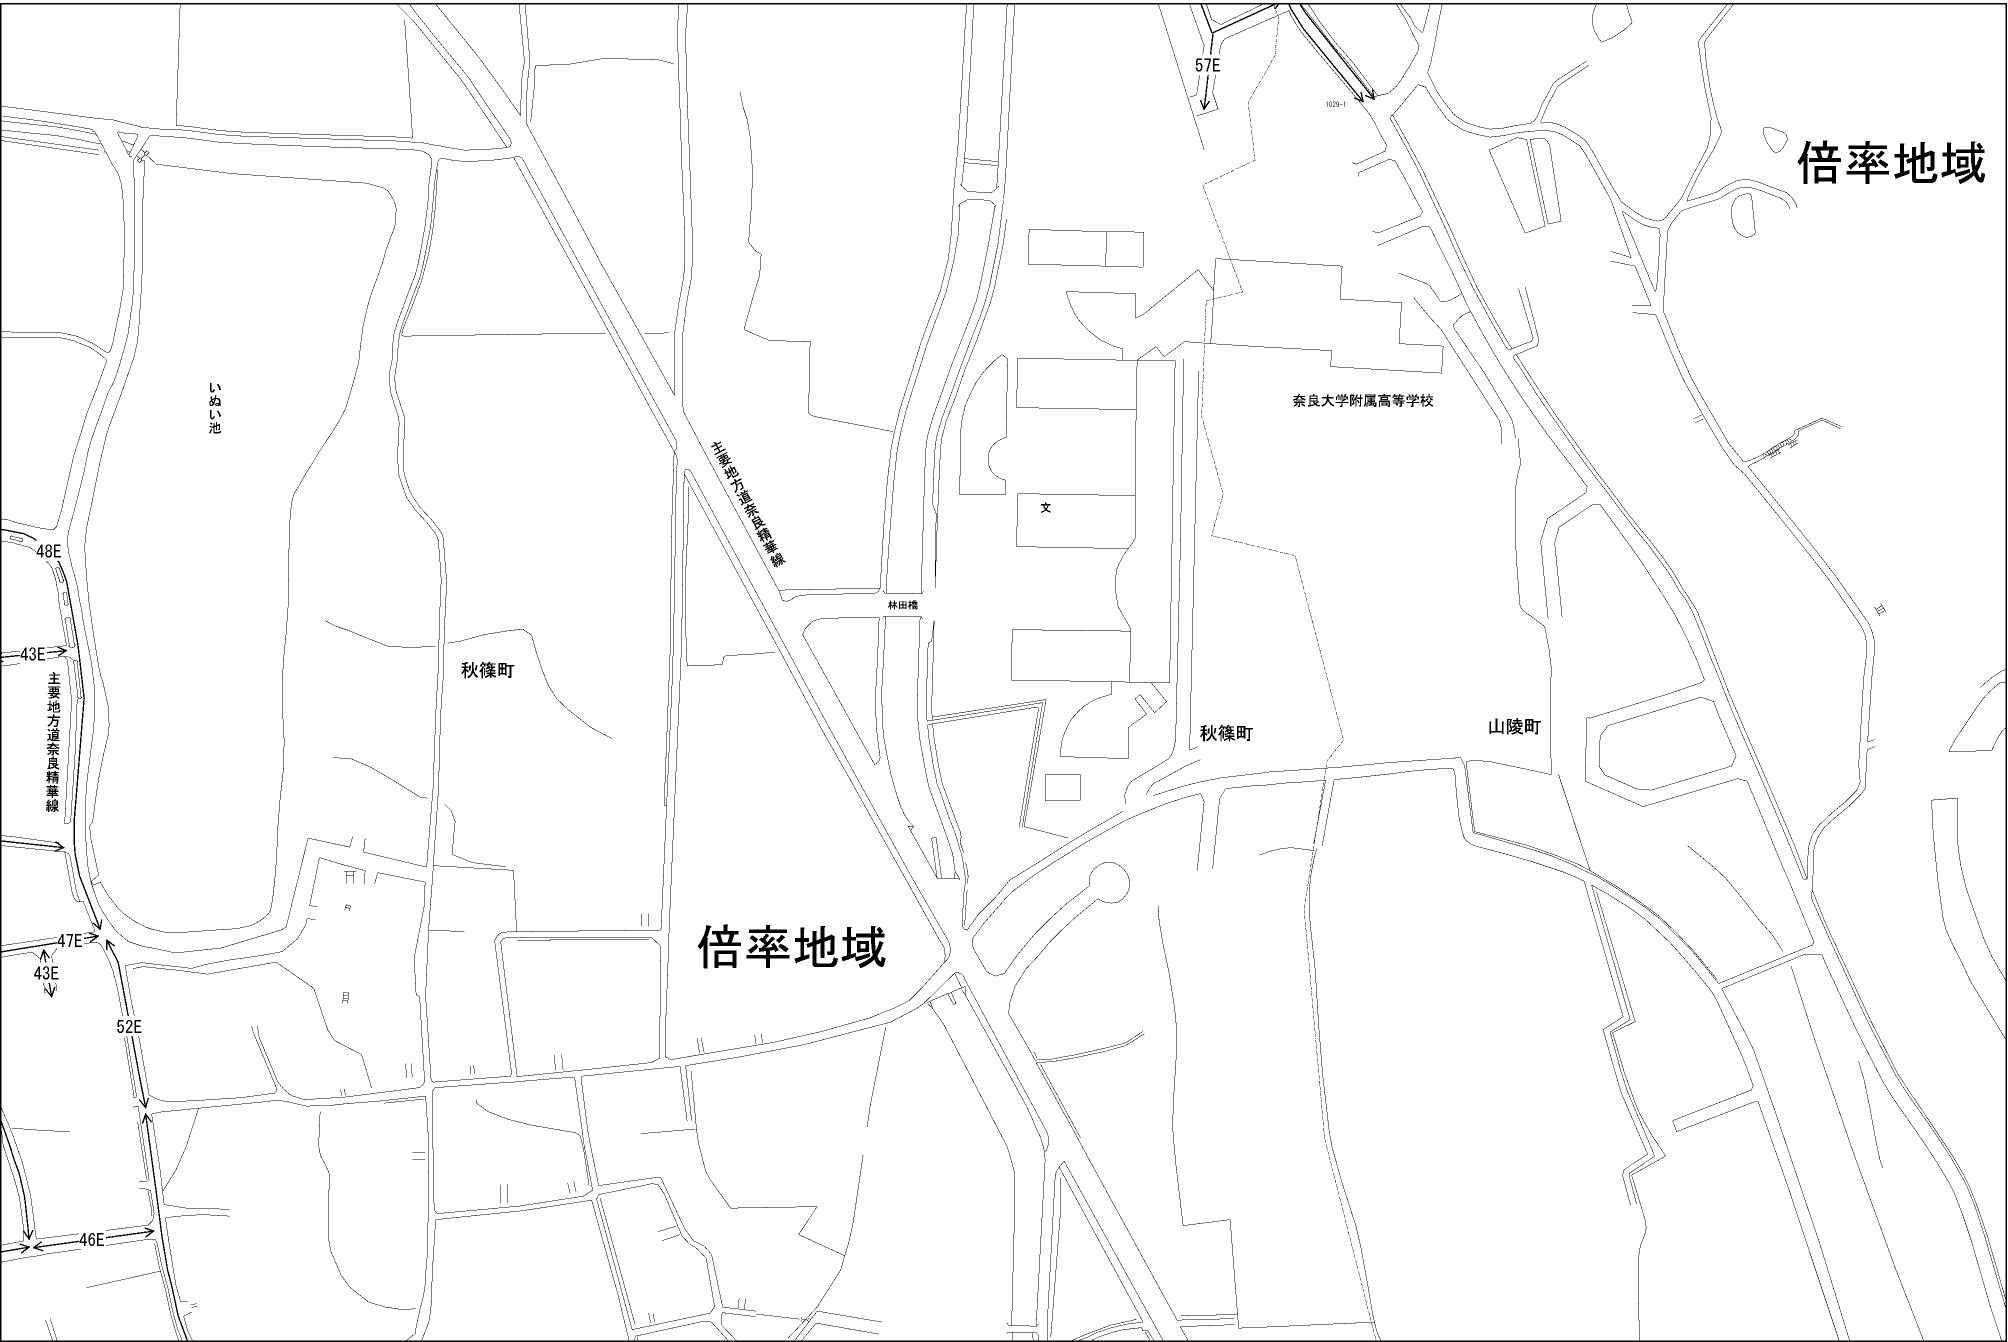 57E
1029-1
倍率地域
いぬい池
奈良大学附属高等学校
主要地方道奈良精華線
文
48E
林田橋
43E
秋篠町
主要地方道奈良精華線
秋篠町
山陵町
47E
倍率地域
43E
52E
46E